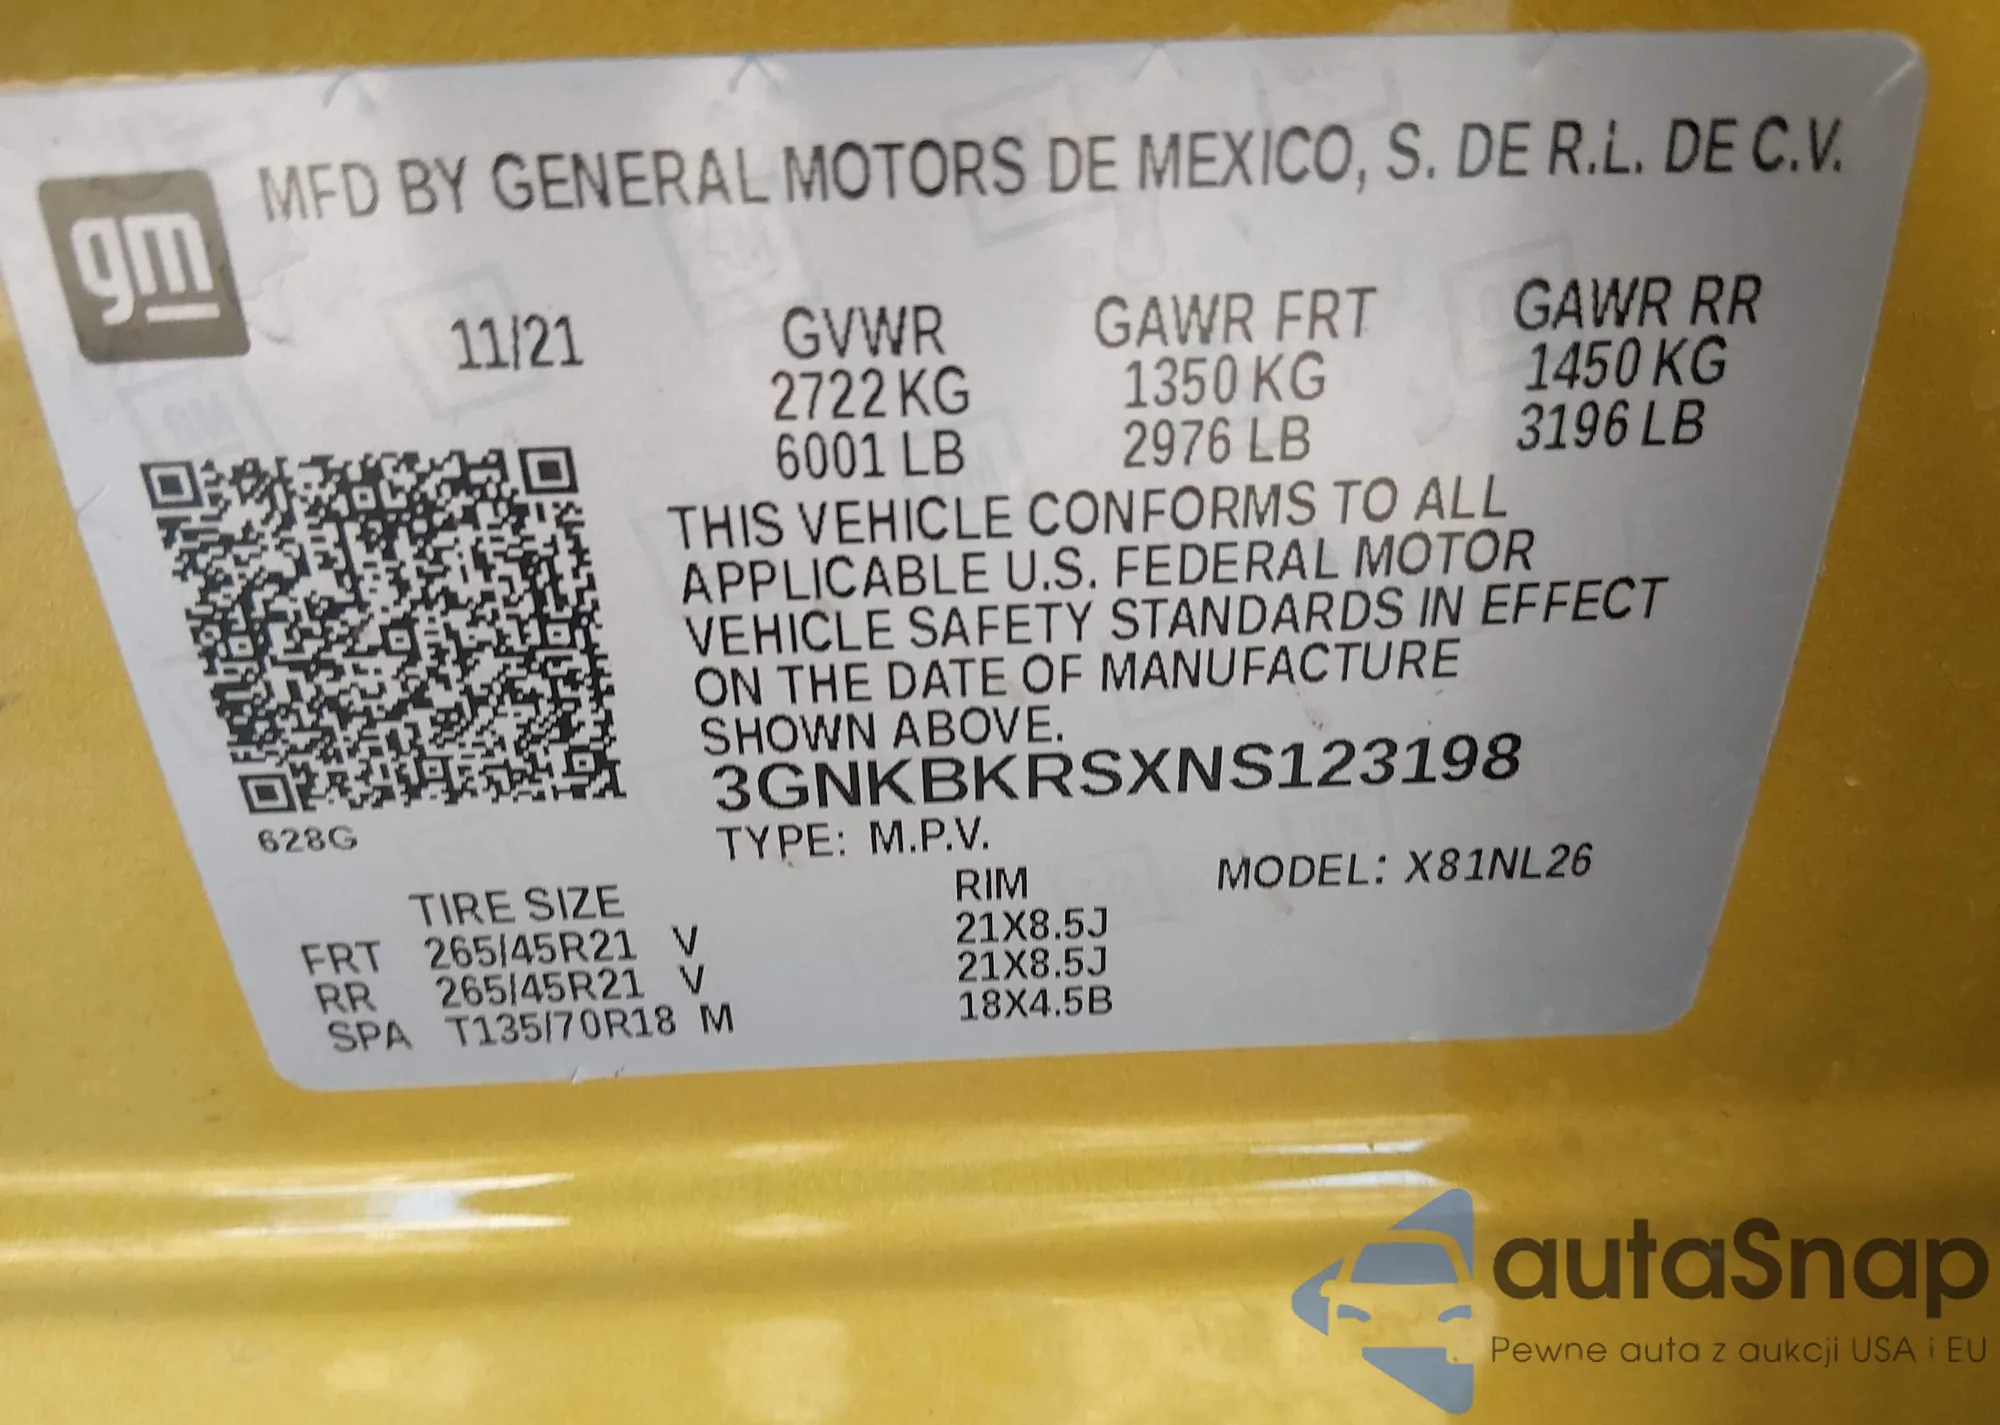 gm
MFD BY GENERAL MOTORS DE MEXICO, S. DE R.L. DE C.V.
11/21
GVWR
2722 KG
6001 LB
GAWR FRT
1350 KG
2976 LB
GAWR RR
1450 KG
3196 LB
THIS VEHICLE CONFORMS TO ALL
APPLICABLE U.S. FEDERAL MOTOR
VEHICLE SAFETY STANDARDS IN EFFECT
ON THE DATE OF MANUFACTURE
SHOWN ABOVE.
3GNKBKRSXNS123198
628G
TYPE: M.P.V.
MODEL: X81NL26
TIRE SIZE RIM
FRT 265/45R21 V 21X8.5J
RR 265/45R21 V 21X8.5J
SPA T135/70R18 M 18X4.5B
autaSnap
Pewne auta z aukcji USA i EU